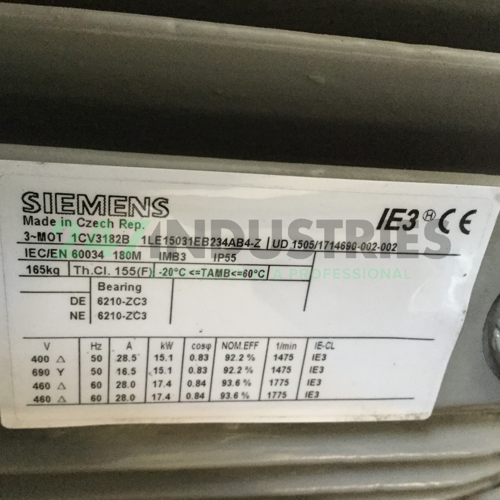 INDUSTRIES
A PROFESSIONAL
SIEMENS
Made in Czech Rep.
IE3 H CE
3~MOT 1CV3182B 1LE15031EB234AB4-Z UD 1505/1714690-002-002
IEC/EN 60034 180M IMB3 IP55
165kg Th.Cl. 155(F) -20°C <=TAMB<=60°C
Bearing
DE 6210-ZC3
NE 6210-ZC3
V Hz A kW cosφ NOM.EFF 1/min IE-CL
400 △ 50 28.5 15.1 0.83 92.2 % 1475 IE3
690 Y 50 16.5 15.1 0.83 92.2 % 1475 IE3
460 △ 60 28.0 17.4 0.84 93.6 % 1775 IE3
460 △ 60 28.0 17.4 0.84 93.6 % 1775 IE3